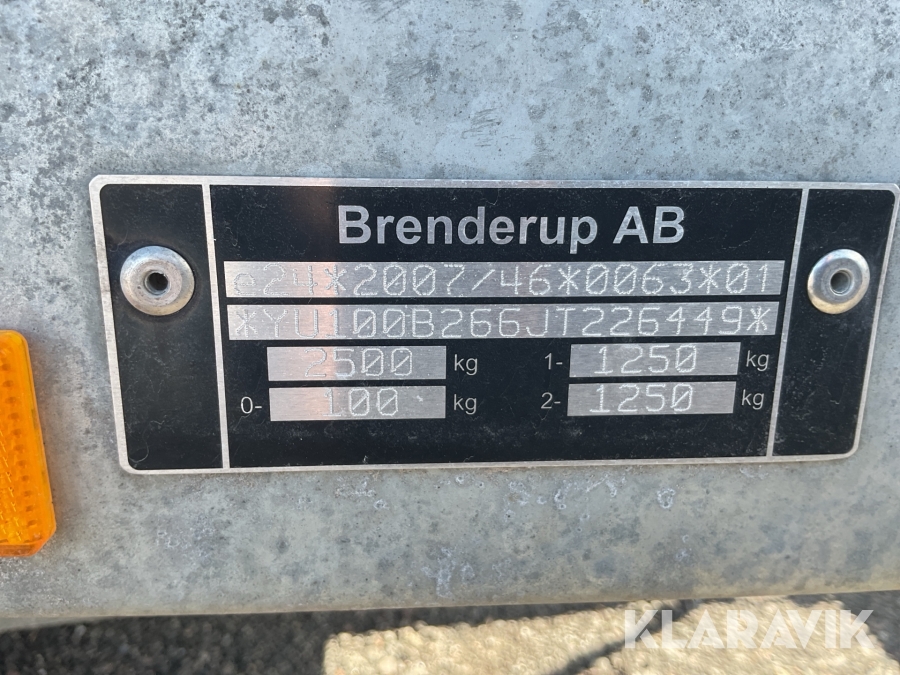 Brenderup AB
e24*2007/46*0063*01
*YU100B266JT226449*
2500 kg 1- 1250 kg
0- 100 kg 2- 1250 kg
KLARAVIK